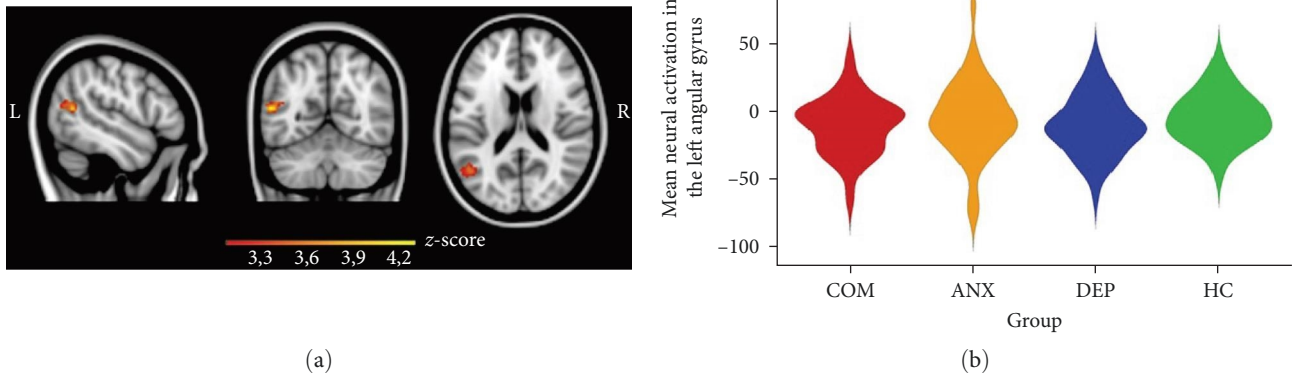 L
R
z-score
3,3 3,6 3,9 4,2
(a)
Mean neural activation in
the left angular gyrus
50
0
–50
–100
COM ANX DEP HC
Group
(b)